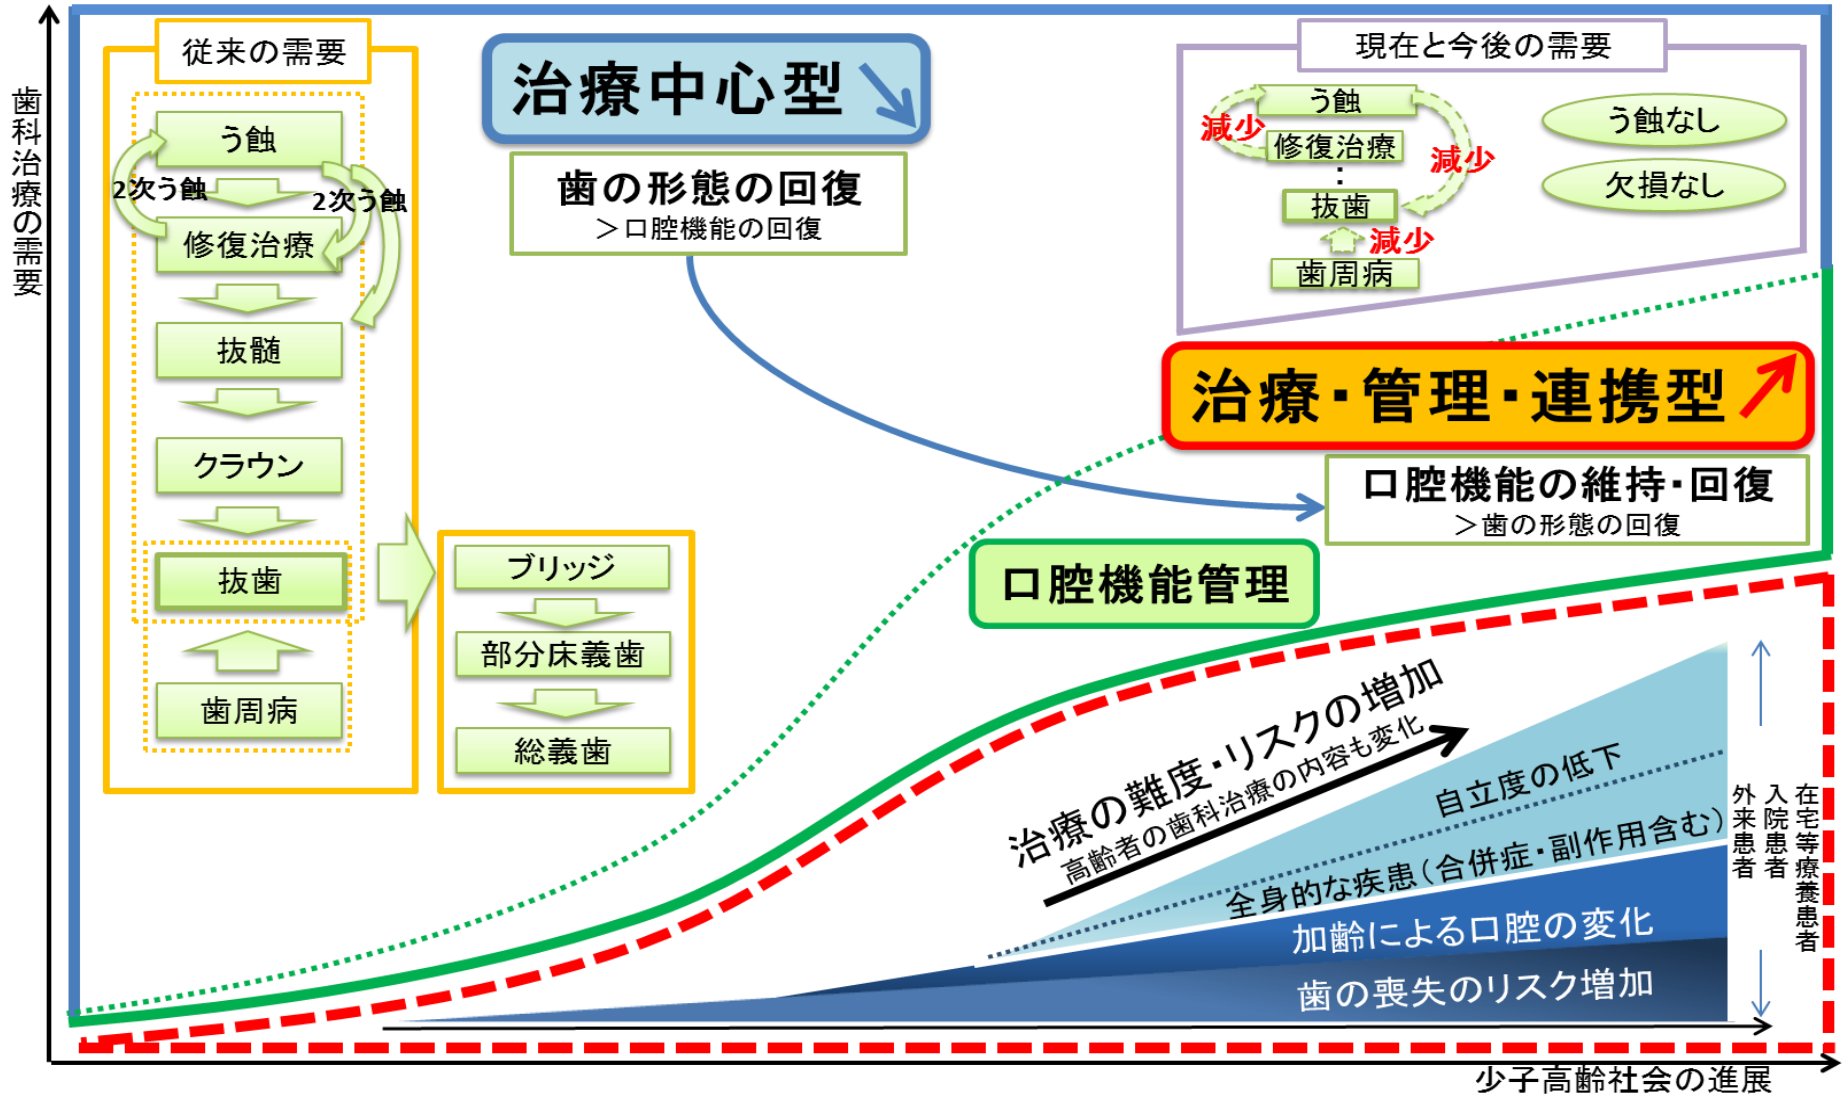 歯科治療の需要
従来の需要
う蝕
2次う蝕
2次う蝕
修復治療
抜髄
クラウン
抜歯
歯周病
ブリッジ
部分床義歯
総義歯
治療中心型
歯の形態の回復
＞口腔機能の回復
現在と今後の需要
う蝕
減少
修復治療
減少
：
抜歯
減少
歯周病
う蝕なし
欠損なし
治療・管理・連携型
口腔機能の維持・回復
＞歯の形態の回復
口腔機能管理
治療の難度・リスクの増加
高齢者の歯科治療の内容も変化
自立度の低下
全身的な疾患（合併症・副作用含む）
加齢による口腔の変化
歯の喪失のリスク増加
在宅等療養患者
入院患者
外来患者
少子高齢社会の進展